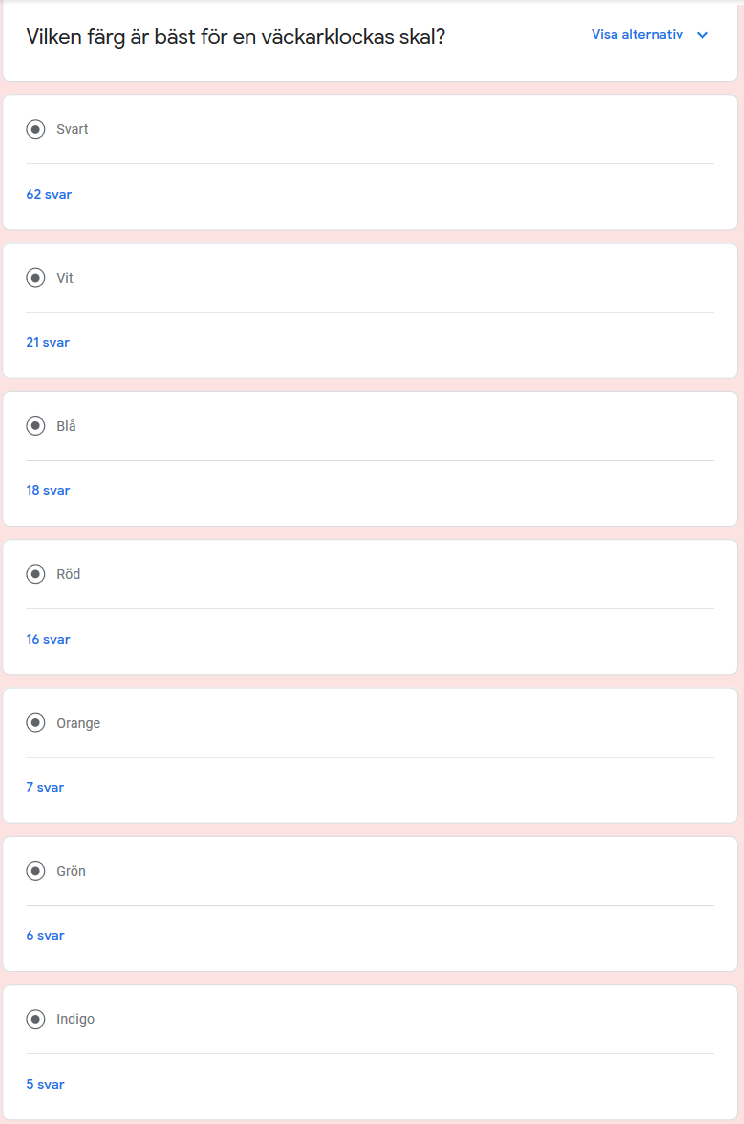 Vilken färg är bäst för en väckarklockas skal?
Visa alternativ
Svart
62 svar
Vit
21 svar
Blå
18 svar
Röd
16 svar
Orange
7 svar
Grön
6 svar
Indigo
5 svar